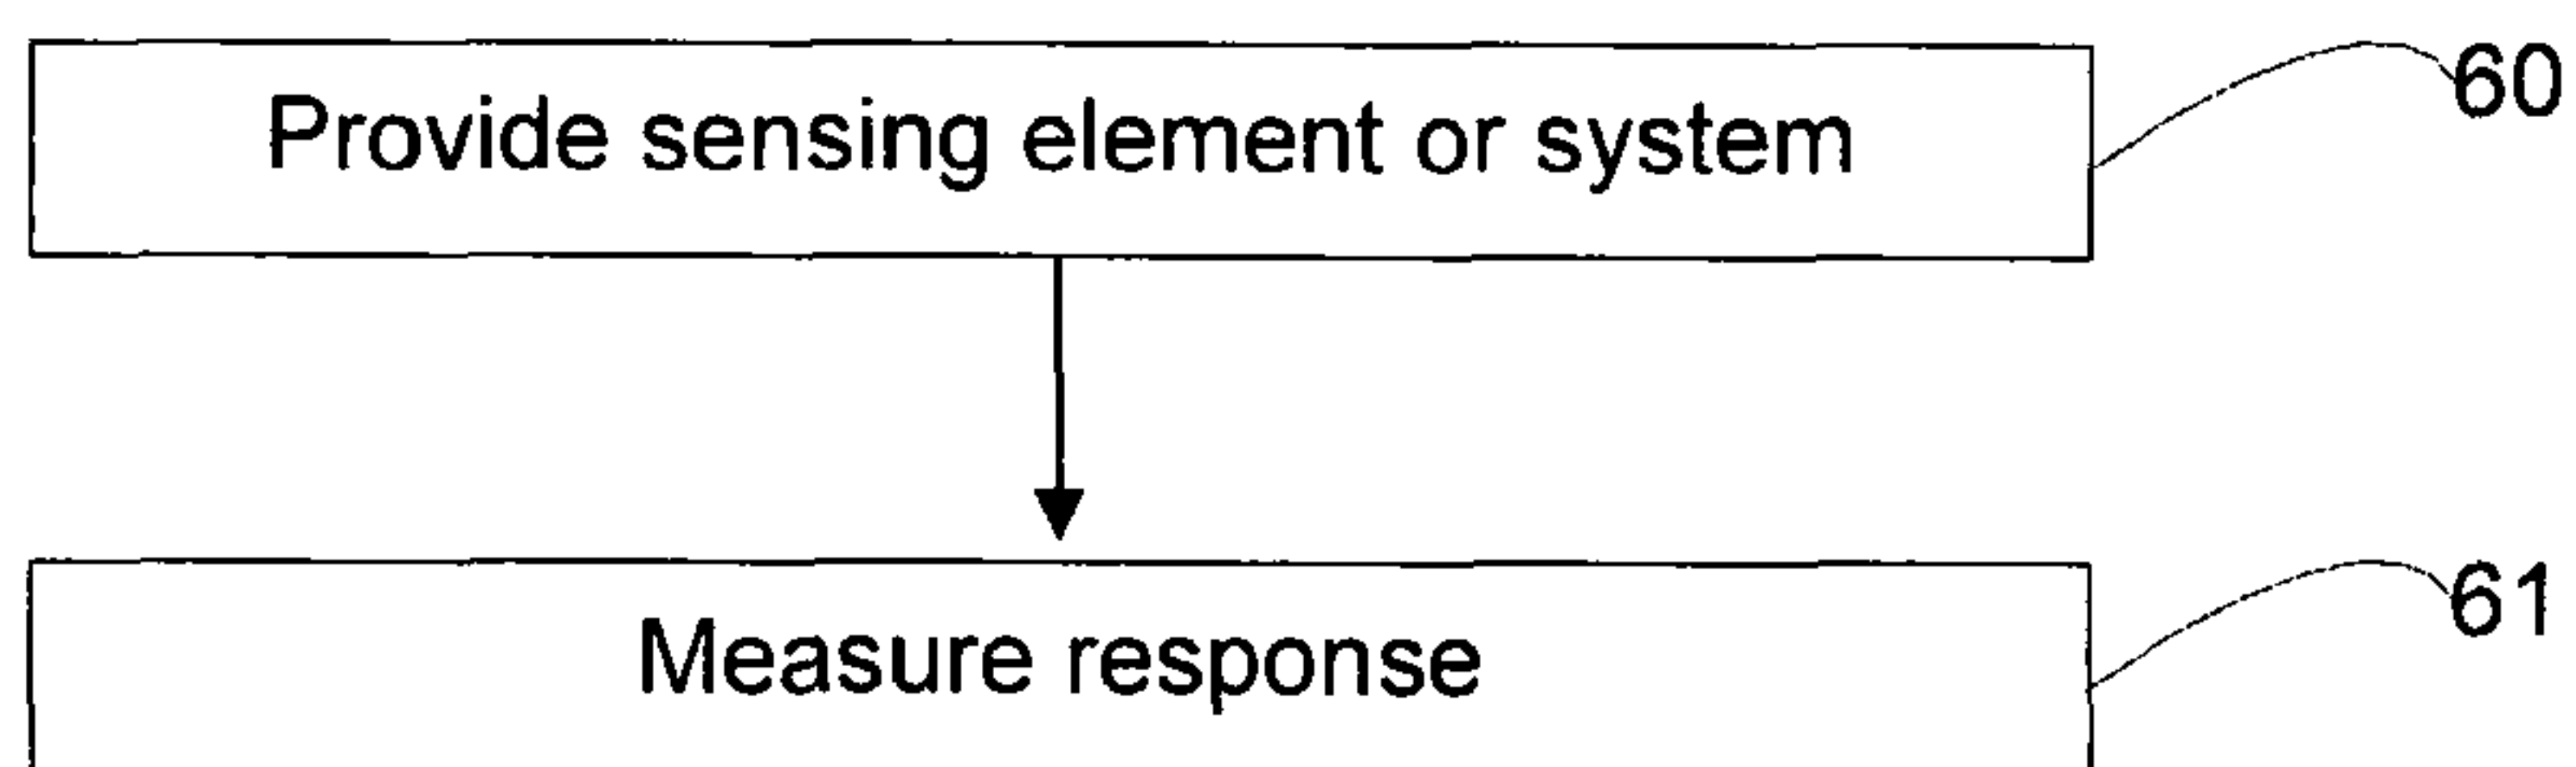 Provide sensing element or system
60
Measure response
61